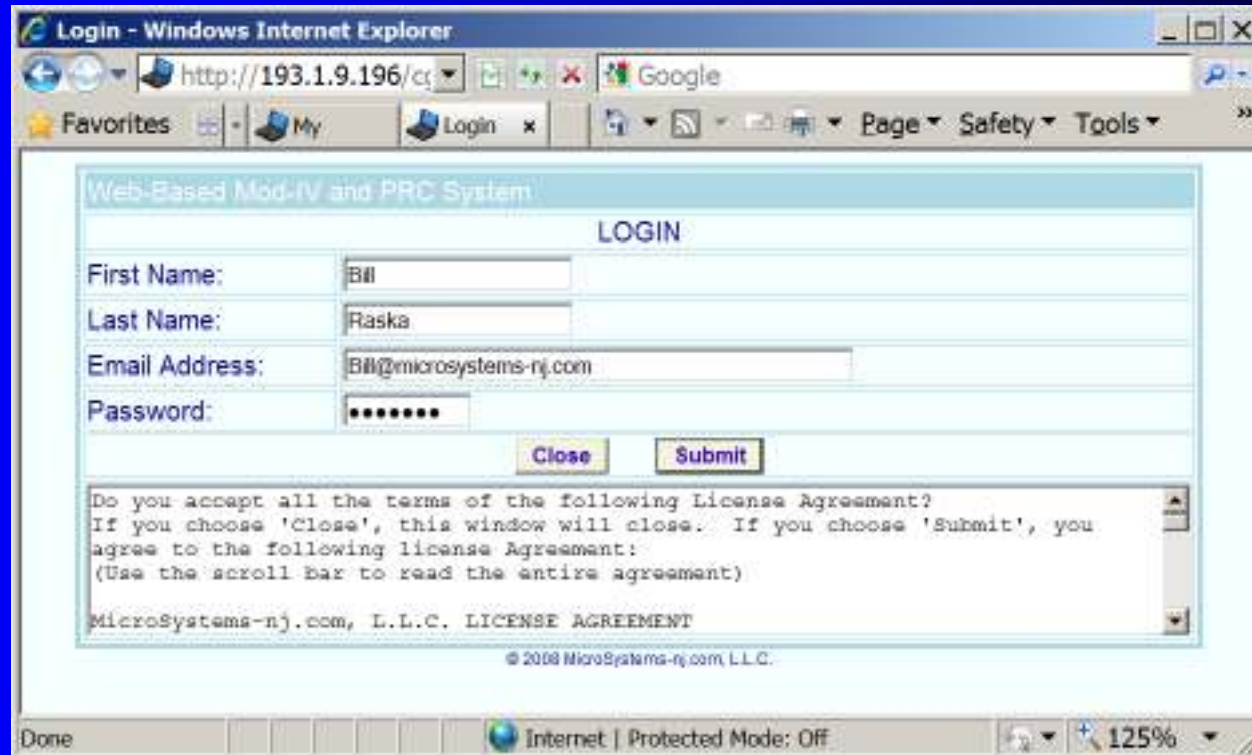 Login - Windows Internet Explorer
http://193.1.9.196/cg Google
Favorites My Login x Page Safety Tools »
Web-Based Mod-IV and PRC System
LOGIN
First Name: Bill
Last Name: Raska
Email Address: Bill@microsystems-nj.com
Password: •••••••
Close Submit
Do you accept all the terms of the following License Agreement?
If you choose 'Close', this window will close. If you choose 'Submit', you
agree to the following license Agreement:
(Use the scroll bar to read the entire agreement)
MicroSystems-nj.com, L.L.C. LICENSE AGREEMENT
© 2008 MicroSystems-nj.com, L.L.C.
Done Internet | Protected Mode: Off 125%